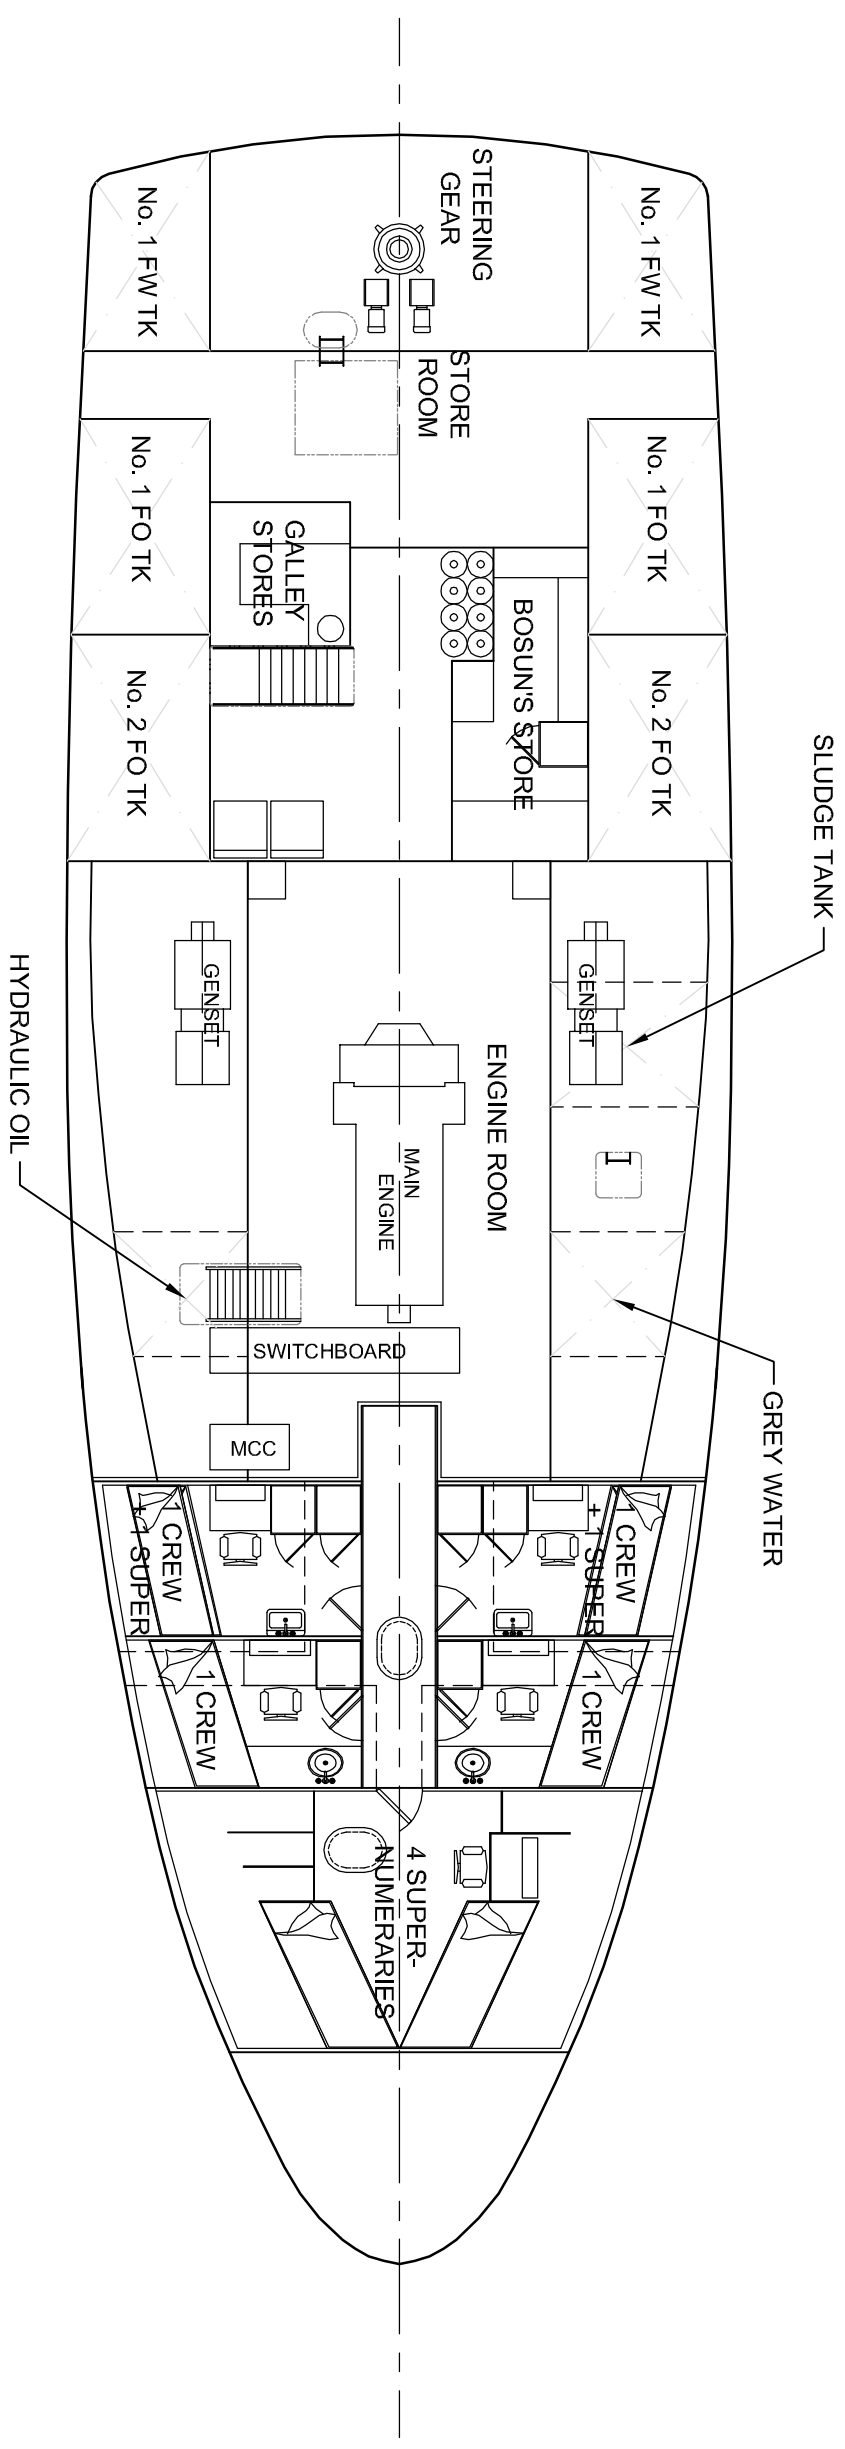 STEERING
GEAR
No. 1 FW TK
No. 1 FW TK
STORE
ROOM
No. 1 FO TK
No. 1 FO TK
GALLEY
STORES
BOSUN'S STORE
No. 2 FO TK
No. 2 FO TK
SLUDGE TANK
HYDRAULIC OIL
GENSET
GENSET
ENGINE ROOM
MAIN
ENGINE
SWITCHBOARD
MCC
GREY WATER
1 CREW
+ 1 SUPER
1 CREW
+ 1 SUPER
1 CREW
1 CREW
4 SUPER-
NUMERARIES